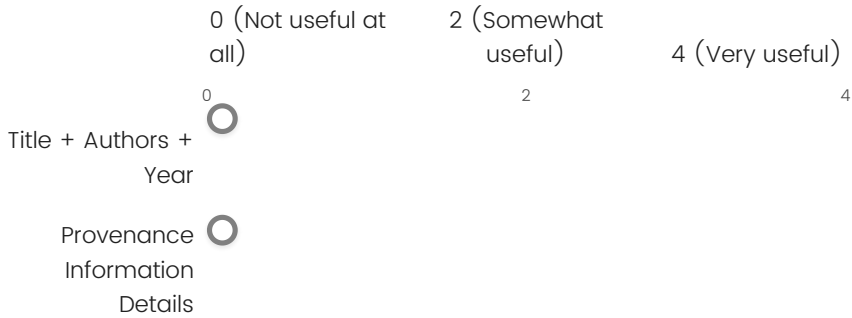 0 (Not useful at
all)
2 (Somewhat
useful)
4 (Very useful)
0
2
4
Title + Authors +
Year
Provenance
Information
Details